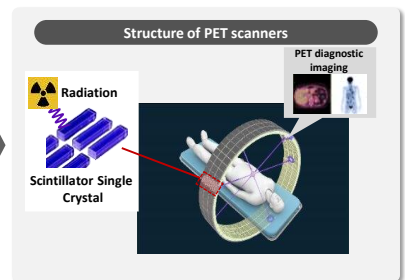 Structure of PET scanners
PET diagnostic
imaging
Radiation
Scintillator Single
Crystal